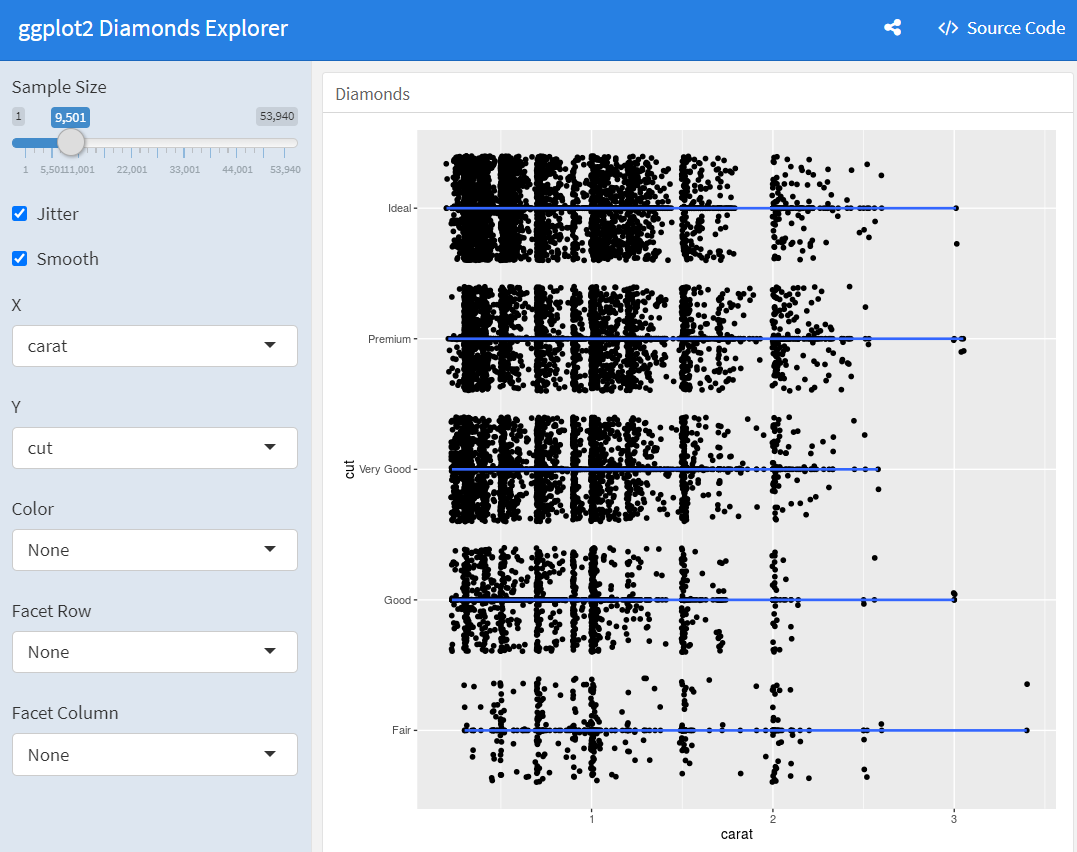 ggplot2 Diamonds Explorer
</> Source Code
Sample Size
1
9,501
53,940
1 5,50111,001 22,001 33,001 44,001 53,940
Jitter
Smooth
X
carat
Y
cut
Color
None
Facet Row
None
Facet Column
None
Diamonds
Ideal
Premium
Very Good
Good
Fair
cut
1 2 3
carat